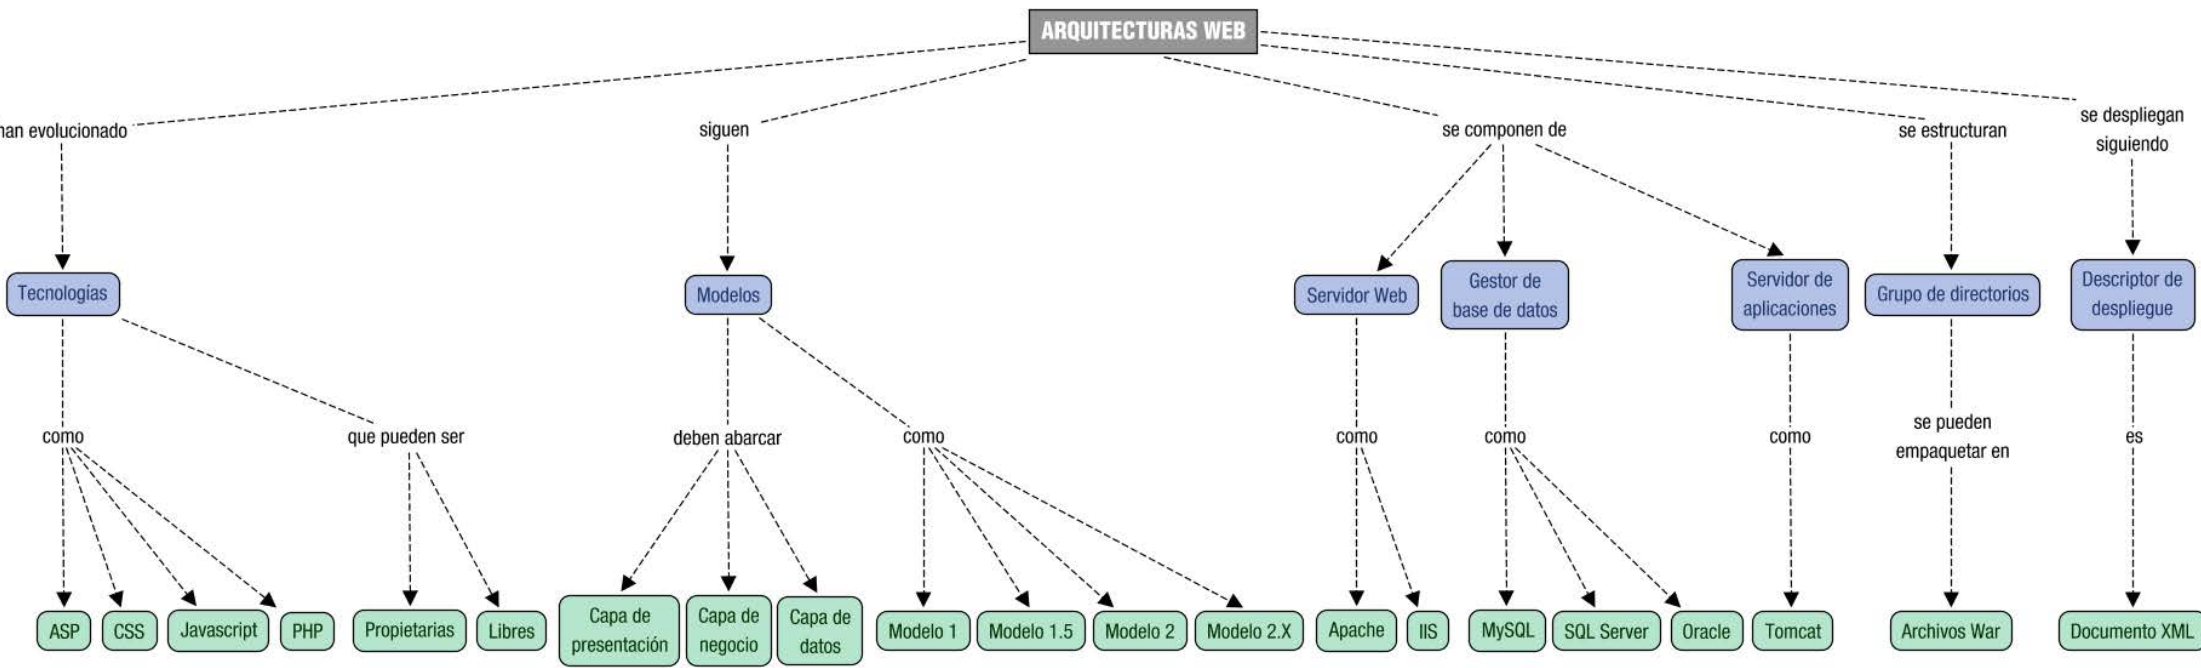 ARQUITECTURAS WEB
han evolucionado
siguen
se componen de
se estructuran
se despliegan
siguiendo
Tecnologías
Modelos
Servidor Web
Gestor de
base de datos
Servidor de
aplicaciones
Grupo de directorios
Descriptor de
despliegue
como
que pueden ser
deben abarcar
como
como
como
como
se pueden
empaquetar en
es
ASP
CSS
Javascript
PHP
Propietarias
Libres
Capa de
presentación
Capa de
negocio
Capa de
datos
Modelo 1
Modelo 1.5
Modelo 2
Modelo 2.X
Apache
IIS
MySQL
SQL Server
Oracle
Tomcat
Archivos War
Documento XML